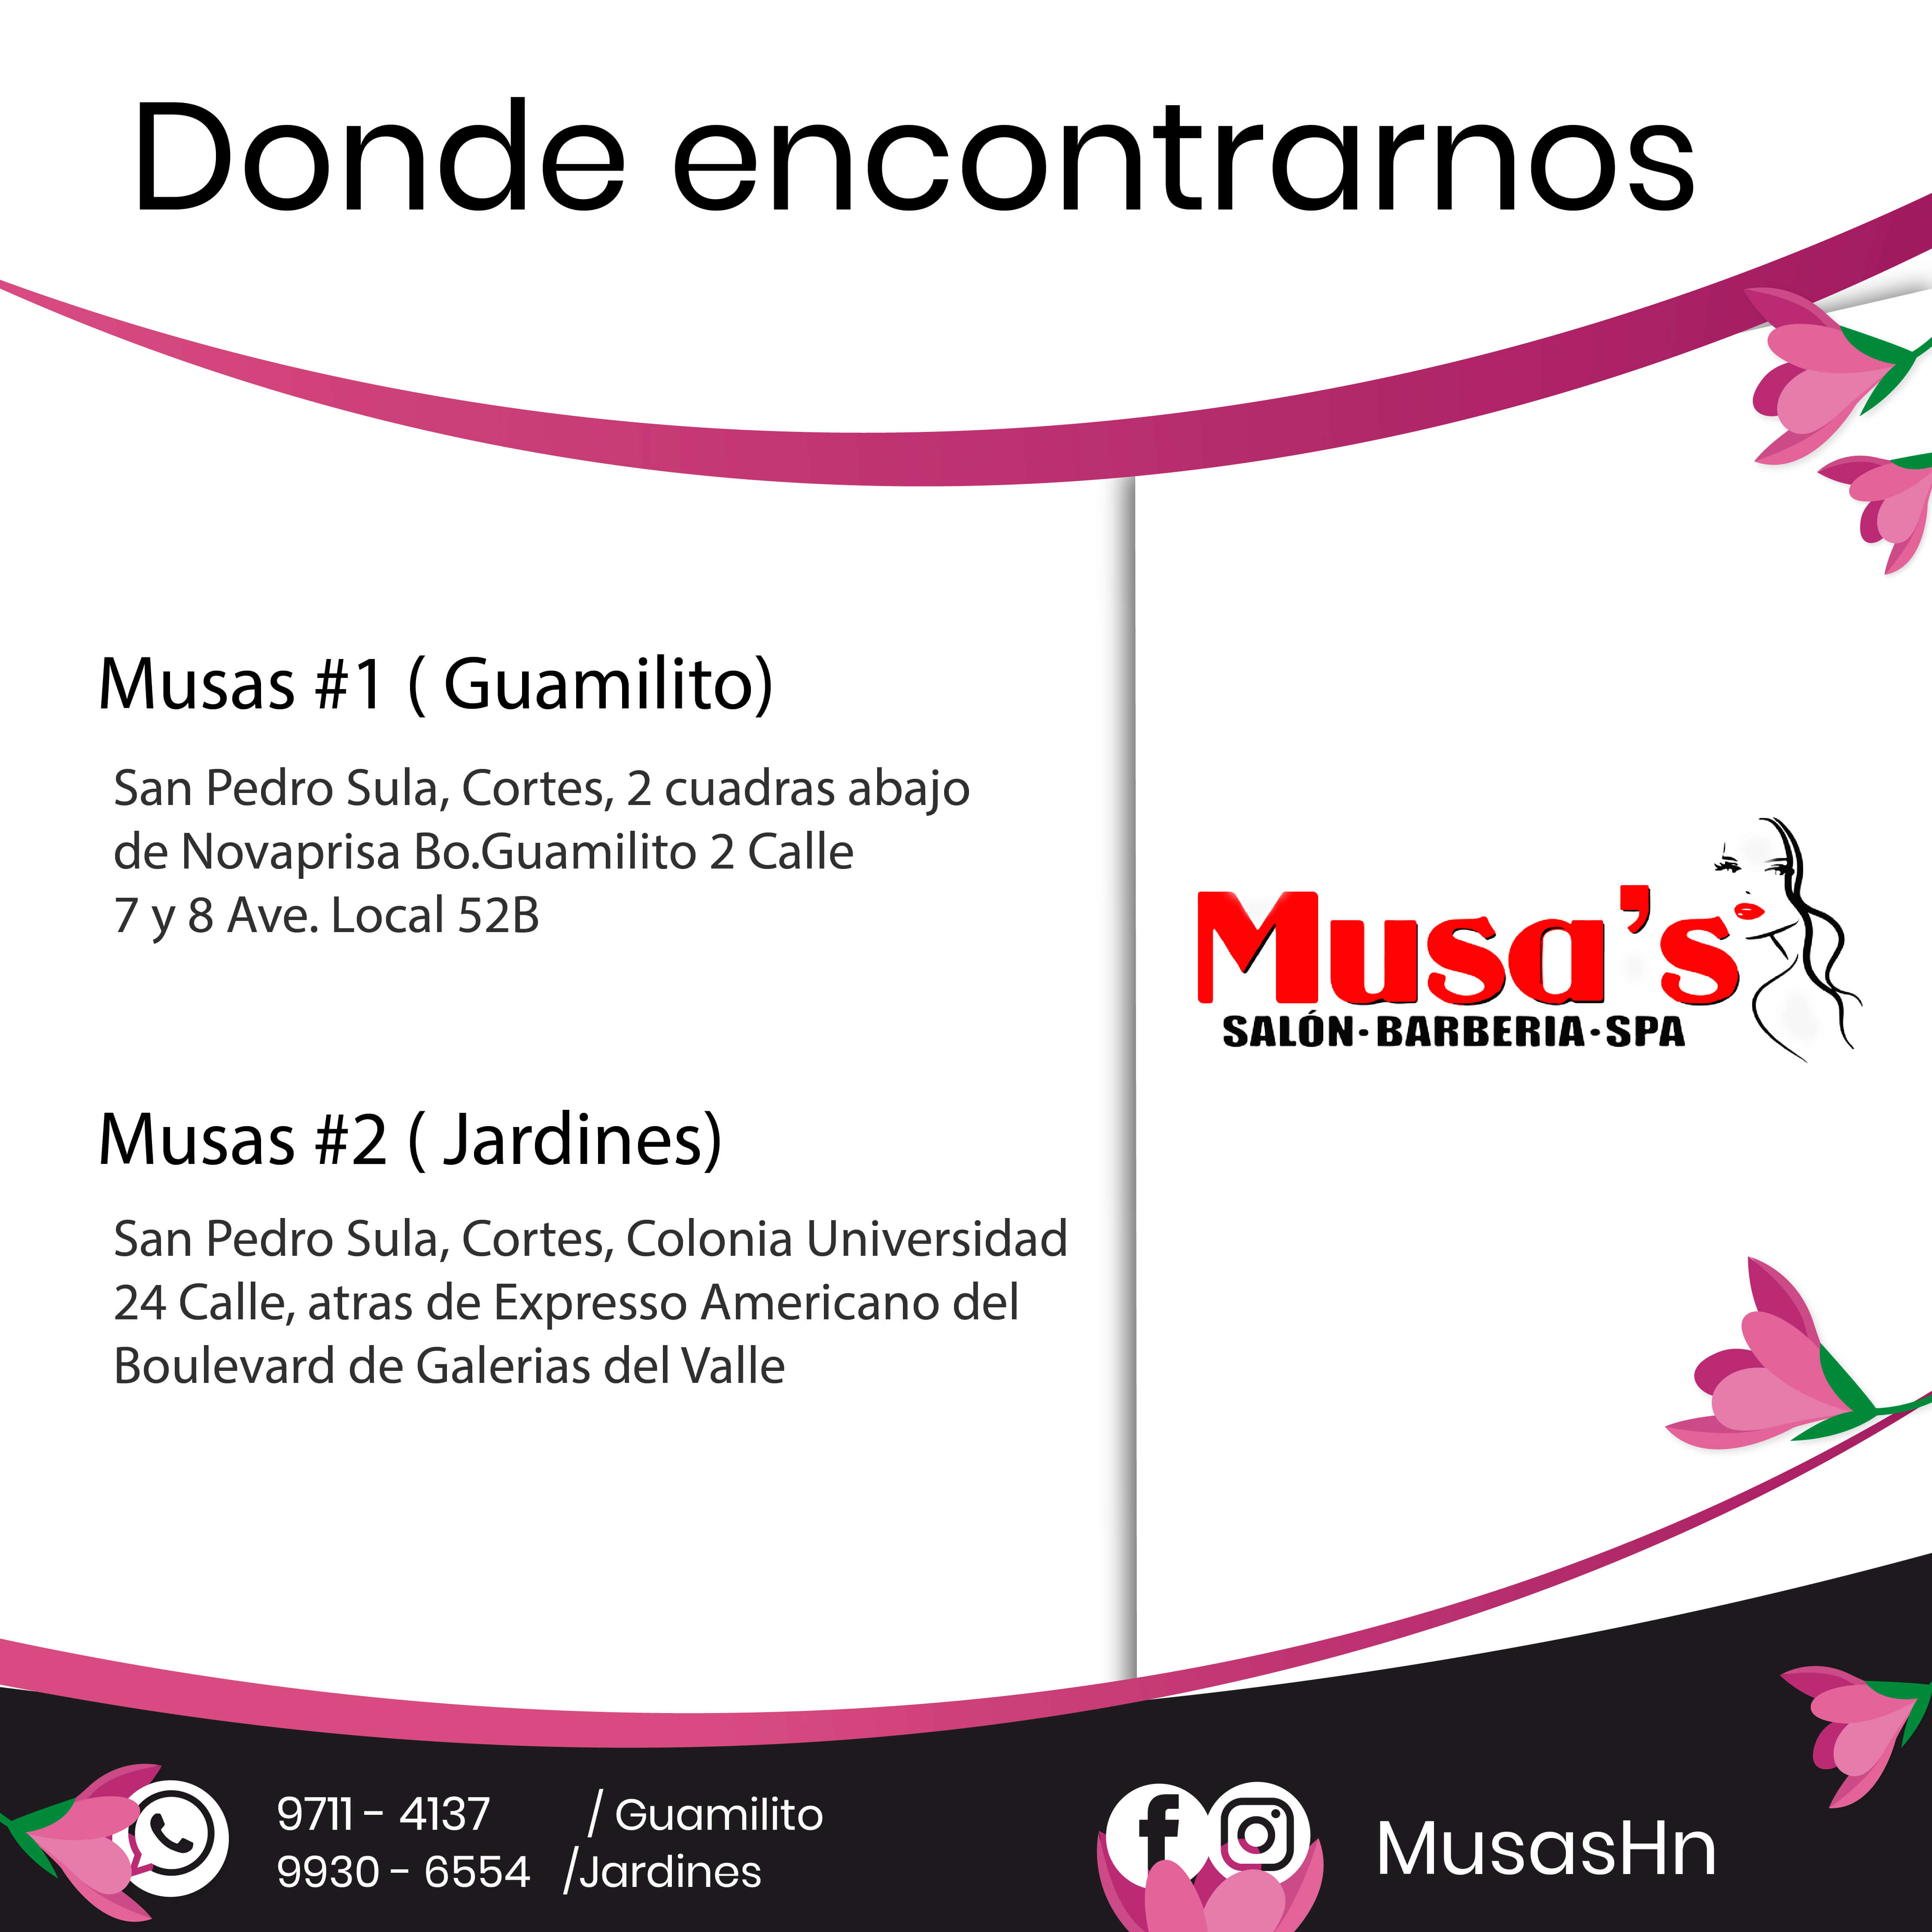 Donde encontrarnos
Musas #1 ( Guamilito)
San Pedro Sula, Cortes, 2 cuadras abajo
de Novaprisa Bo.Guamilito 2 Calle
7 y 8 Ave. Local 52B
Musas #2 ( Jardines)
San Pedro Sula, Cortes, Colonia Universidad
24 Calle, atras de Expresso Americano del
Boulevard de Galerias del Valle
Musa's
SALÓN · BARBERIA · SPA
9711 - 4137 / Guamilito
9930 - 6554 /Jardines
MusasHn